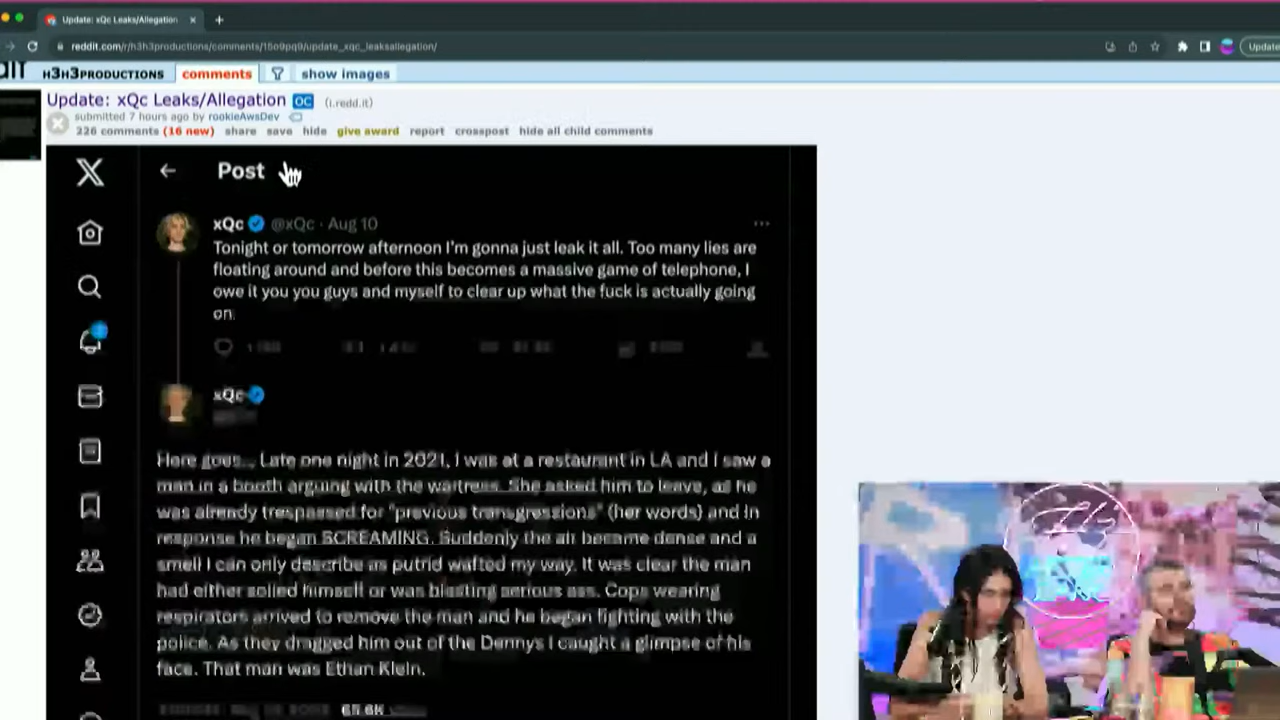 Update: xQc Leaks/Allegation
reddit.com/r/h3h3productions/comments/15o9pq9/update_xqc_leaksallegation/
Update
H3H3PRODUCTIONS comments show images
Update: xQc Leaks/Allegation OC (i.redd.it)
submitted 7 hours ago by rookieAwsDev
226 comments (16 new) share save hide give award report crosspost hide all child comments
Post
xQc @xQc · Aug 10
Tonight or tomorrow afternoon I'm gonna just leak it all. Too many lies are
floating around and before this becomes a massive game of telephone, I
owe it you you guys and myself to clear up what the fuck is actually going
on.
xQc
Here goes... Late one night in 2021, I was at a restaurant in LA and I saw a
man in a booth arguing with the waitress. She asked him to leave, as he
was already trespassed for "previous transgressions" (her words) and in
response he began SCREAMING. Suddenly the air became dense and a
smell I can only describe as putrid wafted my way. It was clear the man
had either soiled himself or was blasting serious ass. Cops wearing
respirators arrived to remove the man and he began fighting with the
police. As they dragged him out of the Dennys I caught a glimpse of his
face. That man was Ethan Klein.
65.6K